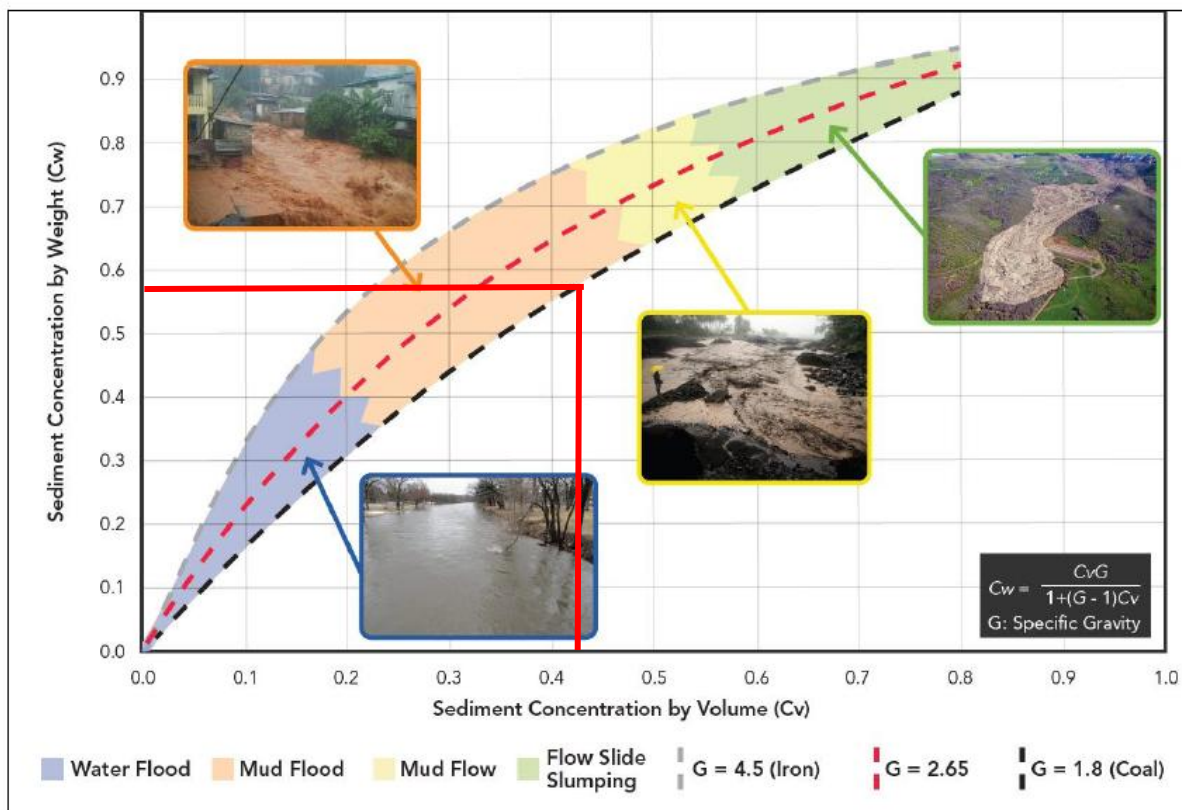 Sediment Concentration by Weight (Cw)
0.9
0.8
0.7
0.6
0.5
0.4
0.3
0.2
0.1
0.0
0.0 0.1 0.2 0.3 0.4 0.5 0.6 0.7 0.8 0.9 1.0
Sediment Concentration by Volume (Cv)
Cw = CvG / 1+(G - 1)Cv
G: Specific Gravity
Water Flood
Mud Flood
Mud Flow
Flow Slide
Slumping
G = 4.5 (Iron)
G = 2.65
G = 1.8 (Coal)